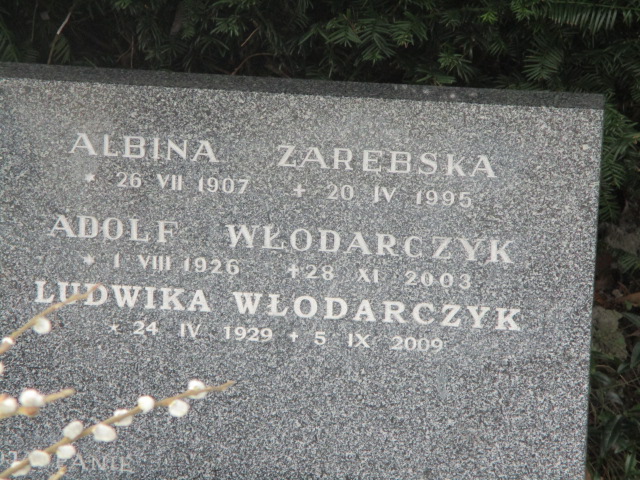 ALBINA ZARĘBSKA
* 26 VII 1907 + 20 IV 1995
ADOLF WŁODARCZYK
* 1 VIII 1926 +28 XI 2003
LUDWIKA WŁODARCZYK
* 24 IV 1929 + 5 IX 2009